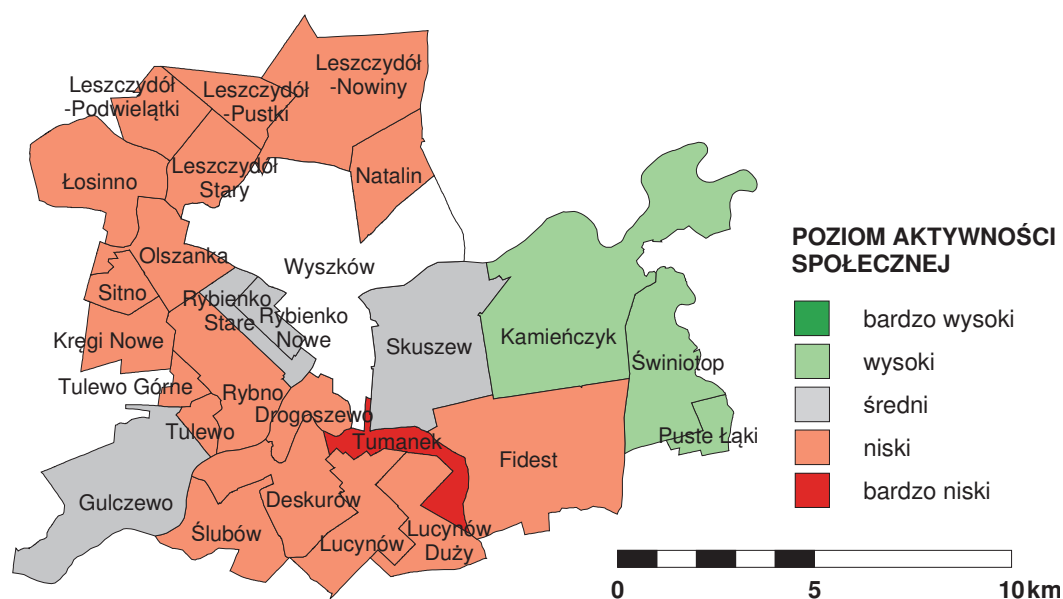 Leszczydół
-Podwielątki
Leszczydół
-Pustki
Leszczydół
-Nowiny
Łosinno
Leszczydół
Stary
Natalin
Olszanka
Wyszków
Sitno
Rybienko
Stare
Rybienko
Nowe
Kręgi Nowe
Skuszew
Kamieńczyk
Świniotop
Tulewo Górne
Rybno
Drogoszewo
Tulewo
Tumanek
Fidest
Puste Łąki
Gulczewo
Deskurów
Ślubów
Lucynów
Lucynów
Duży
POZIOM AKTYWNOŚCI
SPOŁECZNEJ
bardzo wysoki
wysoki
średni
niski
bardzo niski
0 5 10 km